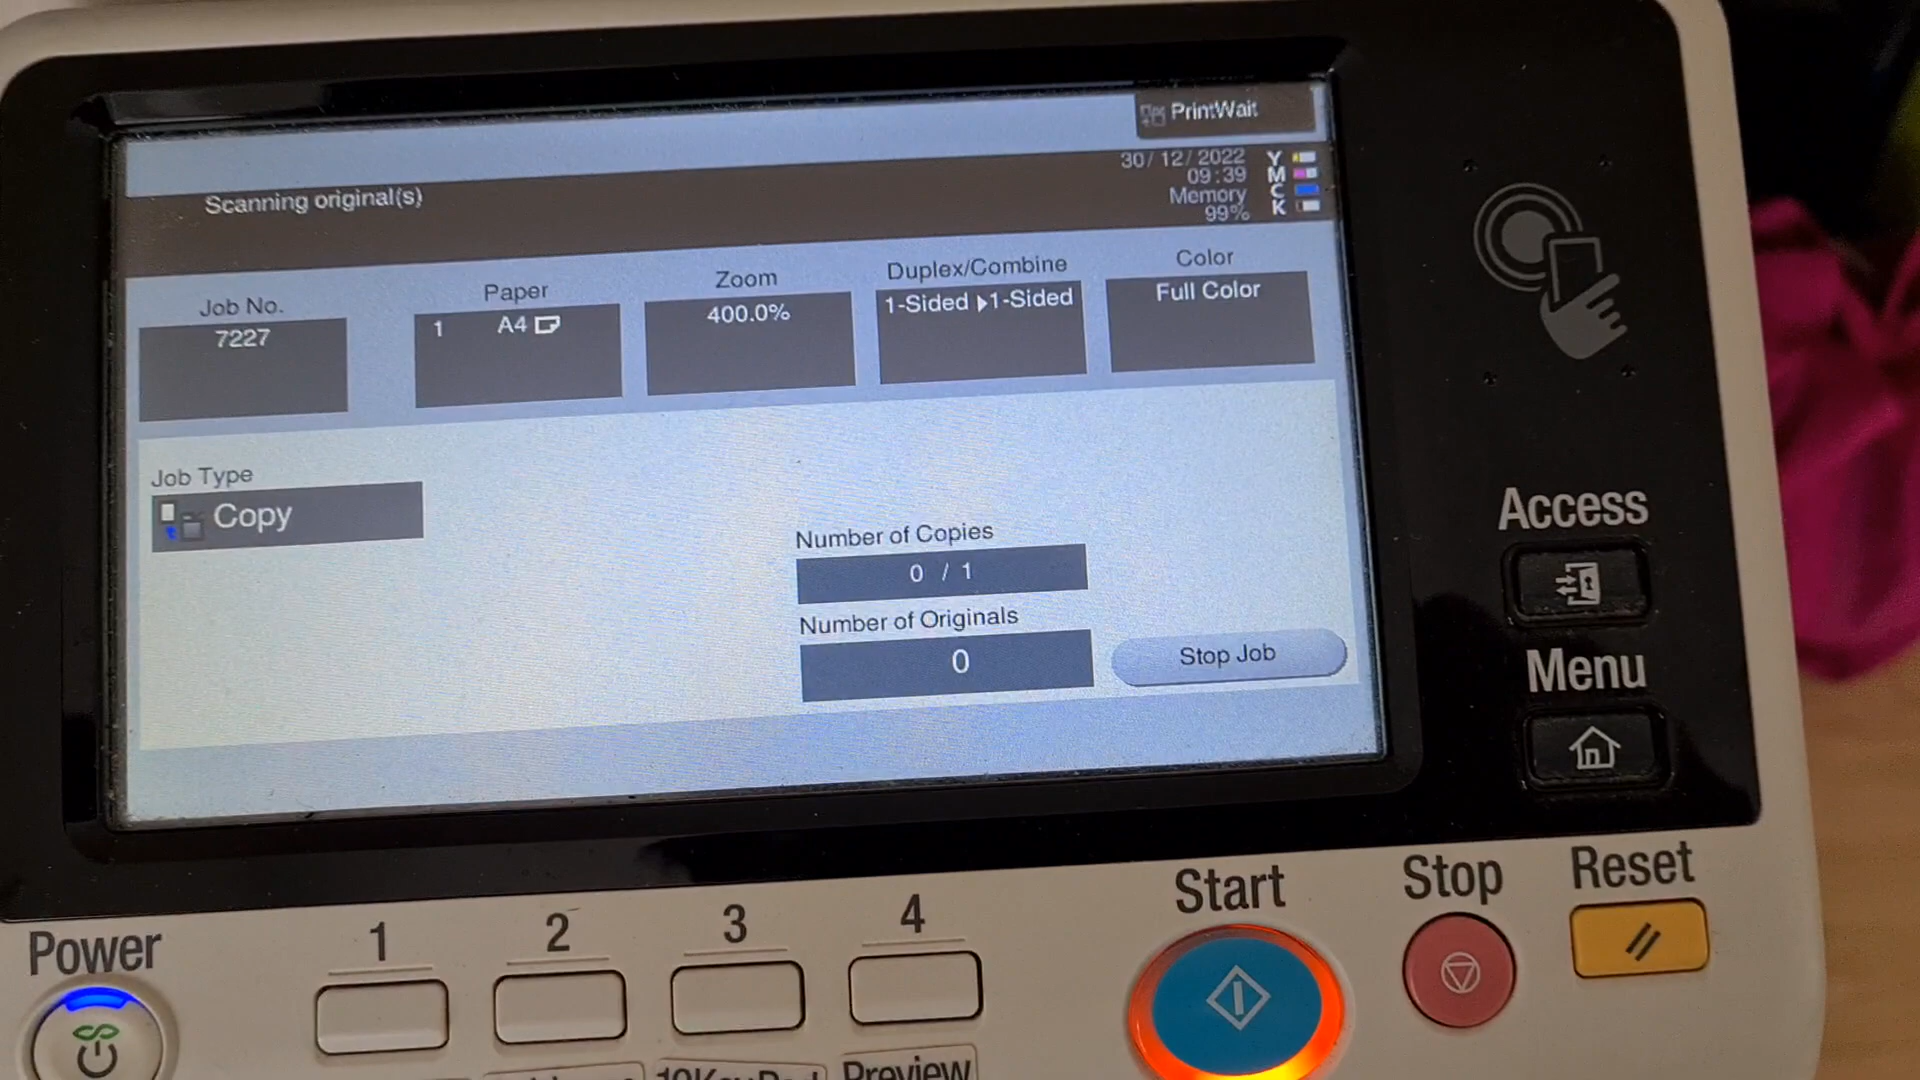 PrintWait
30/12/2022
09:39
Memory
99%
Y
M
C
K
Scanning original(s)
Job No.
7227
Paper
1 A4
Zoom
400.0%
Duplex/Combine
1-Sided 1-Sided
Color
Full Color
Job Type
Copy
Number of Copies
0 / 1
Number of Originals
0
Stop Job
Access
Menu
Power
1
2
3
4
Start
Stop
Reset
Preview